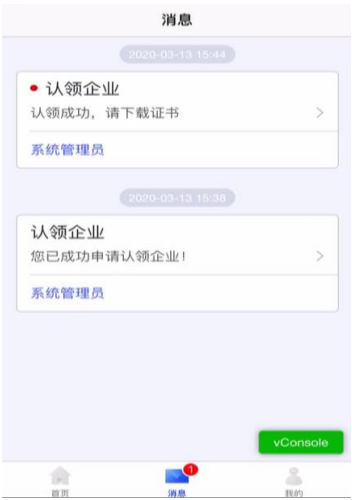 消息
2020-03-13 15:44
认领企业
认领成功，请下载证书
系统管理员
2020-03-13 15:36
认领企业
您已成功申请认领企业！
系统管理员
vConsole
1
首页
消息
我的